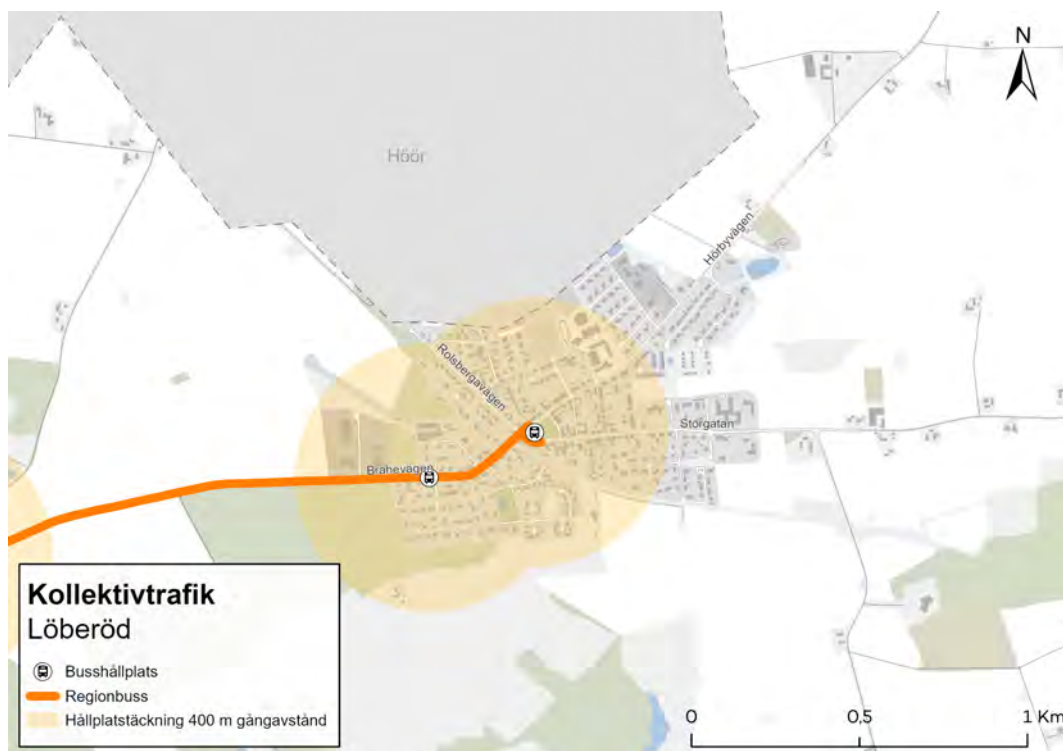 N
Höör
Hörbyvägen
Rolsbergavägen
Storgatan
Brahevägen
Kollektivtrafik
Löberöd
Busshållplats
Regionbuss
Hållplatstäckning 400 m gångavstånd
0 0,5 1 Km